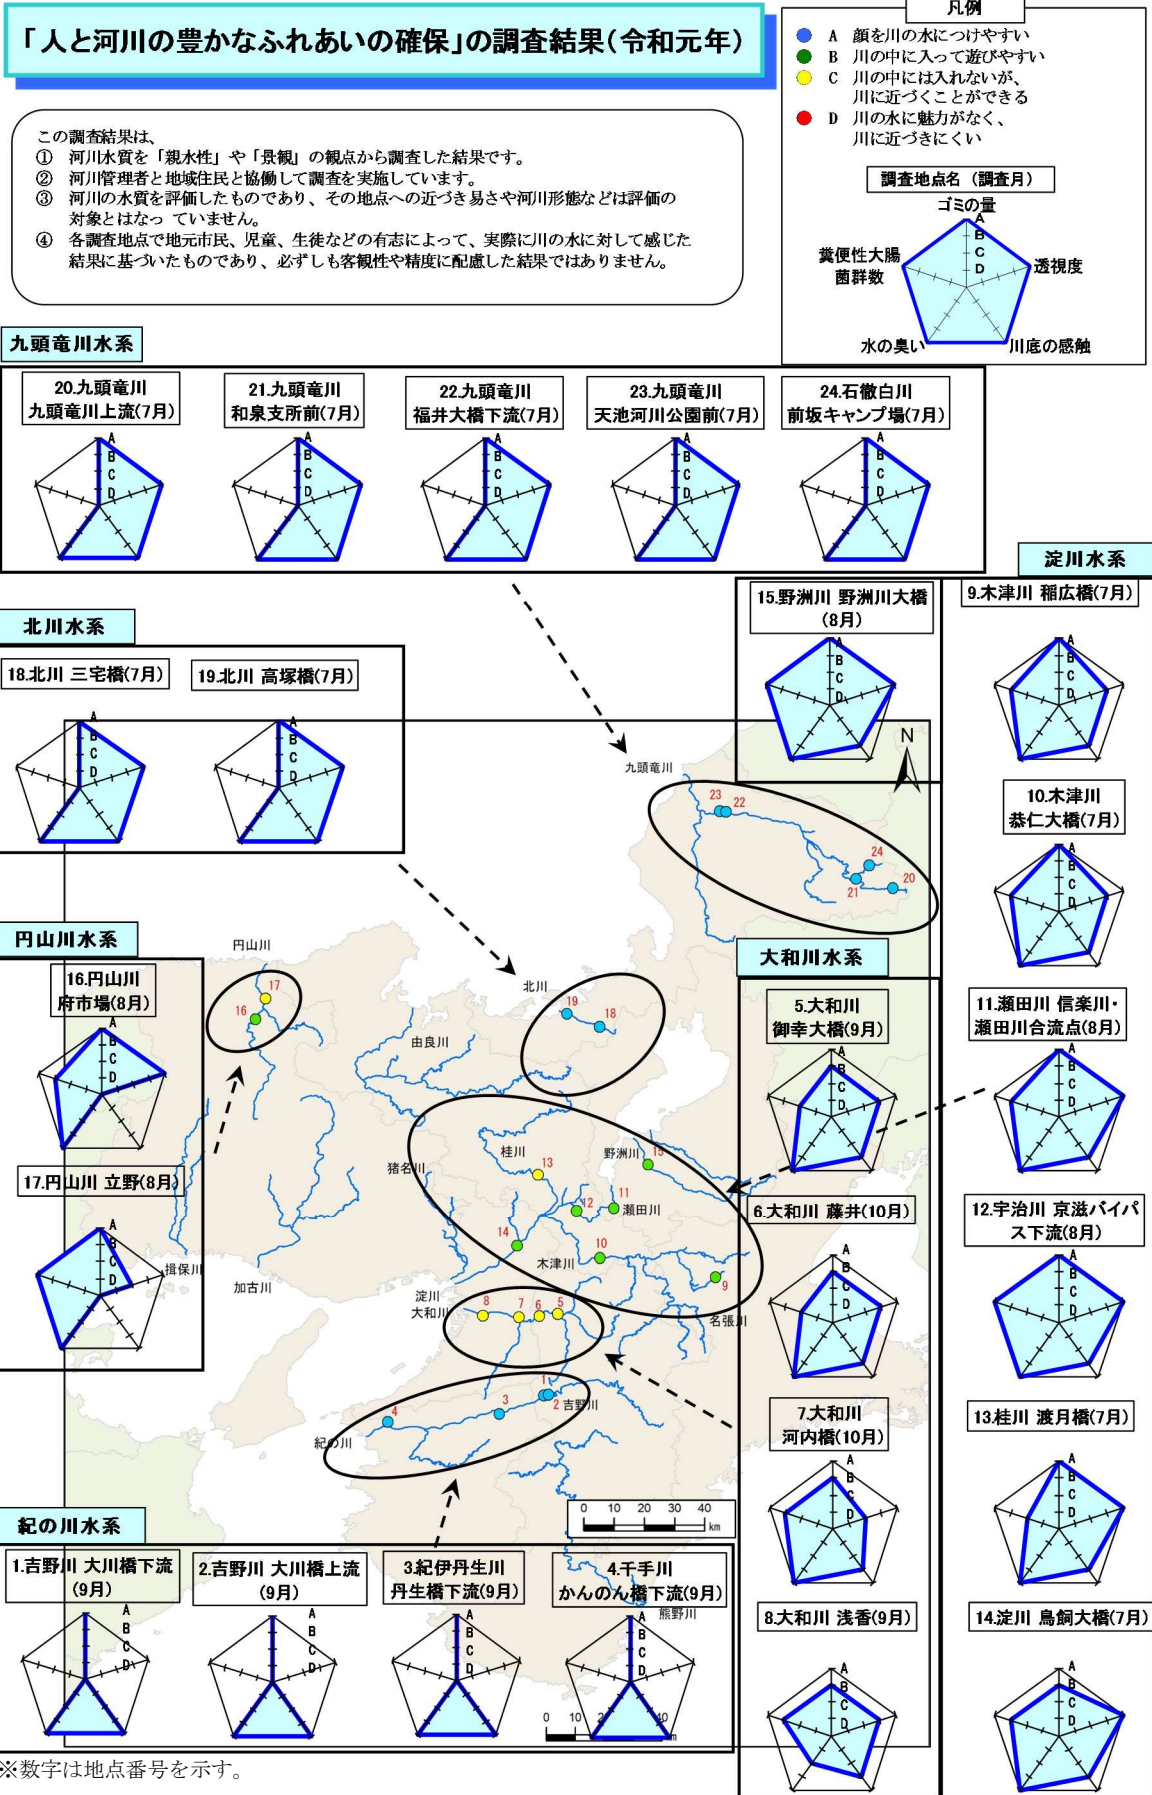 「人と河川の豊かなふれあいの確保」の調査結果(令和元年)
凡例
A 顔を川の水につけやすい
B 川の中に入って遊びやすい
C 川の中には入れないが、
川に近づくことができる
D 川の水に魅力がなく、
川に近づきにくい
調査地点名（調査月）
ゴミの量
A
B
C
D
糞便性大腸
菌群数
透視度
水の臭い
川底の感触
この調査結果は、
① 河川水質を「親水性」や「景観」の観点から調査した結果です。
② 河川管理者と地域住民と協働して調査を実施しています。
③ 河川の水質を評価したものであり、その地点への近づき易さや河川形態などは評価の
対象とはなっ ていません。
④ 各調査地点で地元市民、児童、生徒などの有志によって、実際に川の水に対して感じた
結果に基づいたものであり、必ずしも客観性や精度に配慮した結果ではありません。
九頭竜川水系
20.九頭竜川
九頭竜川上流(7月)
A
B
C
D
21.九頭竜川
和泉支所前(7月)
A
B
C
D
22.九頭竜川
福井大橋下流(7月)
A
B
C
D
23.九頭竜川
天池河川公園前(7月)
A
B
C
D
24.石徹白川
前坂キャンプ場(7月)
A
B
C
D
北川水系
18.北川 三宅橋(7月)
A
B
C
D
19.北川 高塚橋(7月)
A
B
C
D
円山川水系
16.円山川
府市場(8月)
A
B
C
D
17.円山川 立野(8月)
A
B
C
D
淀川水系
15.野洲川 野洲川大橋
(8月)
A
B
C
D
9.木津川 稲広橋(7月)
A
B
C
D
10.木津川
恭仁大橋(7月)
A
B
C
D
11.瀬田川 信楽川・
瀬田川合流点(8月)
A
B
C
D
12.宇治川 京滋バイパ
ス下流(8月)
A
B
C
D
13.桂川 渡月橋(7月)
A
B
C
D
14.淀川 鳥飼大橋(7月)
A
B
C
D
大和川水系
5.大和川
御幸大橋(9月)
A
B
C
D
6.大和川 藤井(10月)
A
B
C
D
7.大和川
河内橋(10月)
A
B
C
D
8.大和川 浅香(9月)
A
B
C
D
N
九頭竜川
23
22
24
21
20
円山川
17
16
北川
19
18
由良川
桂川
13
野洲川
15
猪名川
12
11
瀬田川
14
10
木津川
9
名張川
揖保川
加古川
淀川
大和川
8
7
6
5
1
2
吉野川
3
4
紀の川
0 10 20 30 40
km
熊野川
紀の川水系
1.吉野川 大川橋下流
(9月)
A
B
C
D
2.吉野川 大川橋上流
(9月)
A
B
C
D
3.紀伊丹生川
丹生橋下流(9月)
A
B
C
D
4.千手川
かんのん橋下流(9月)
A
B
C
D
0 10
※数字は地点番号を示す。